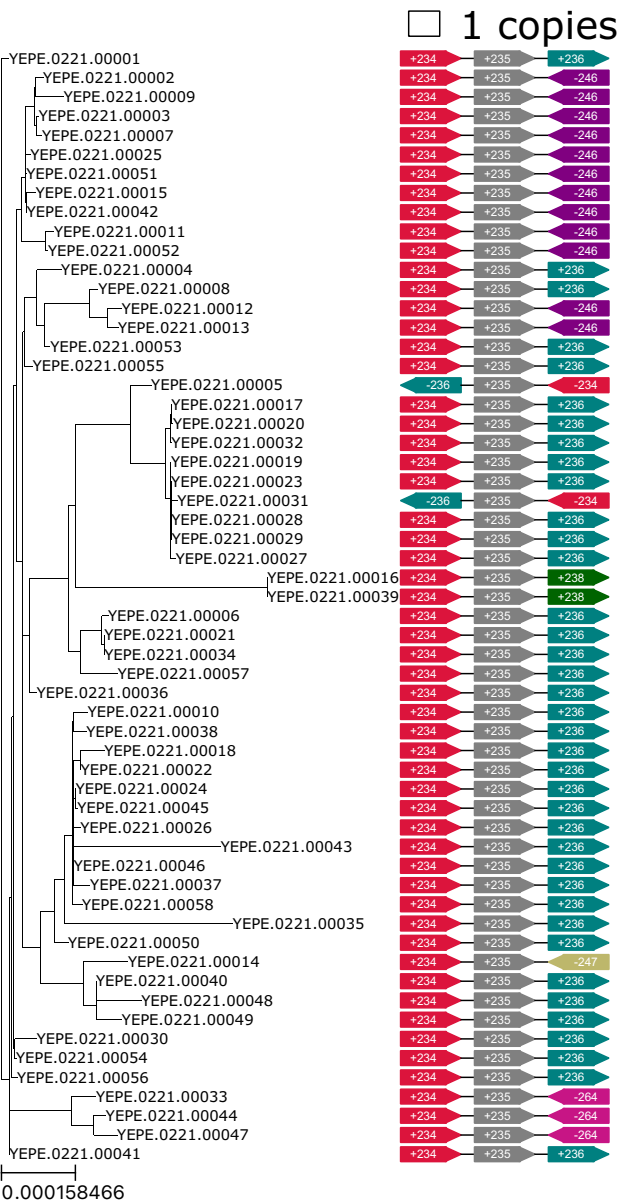 1 copies
YEPE.0221.00001 +234 +235 +236
YEPE.0221.00002 +234 +235 -246
YEPE.0221.00009 +234 +235 -246
YEPE.0221.00003 +234 +235 -246
YEPE.0221.00007 +234 +235 -246
YEPE.0221.00025 +234 +235 -246
YEPE.0221.00051 +234 +235 -246
YEPE.0221.00015 +234 +235 -246
YEPE.0221.00042 +234 +235 -246
YEPE.0221.00011 +234 +235 -246
YEPE.0221.00052 +234 +235 -246
YEPE.0221.00004 +234 +235 +236
YEPE.0221.00008 +234 +235 +236
YEPE.0221.00012 +234 +235 -246
YEPE.0221.00013 +234 +235 -246
YEPE.0221.00053 +234 +235 +236
YEPE.0221.00055 +234 +235 +236
YEPE.0221.00005 -236 +235 -234
YEPE.0221.00017 +234 +235 +236
YEPE.0221.00020 +234 +235 +236
YEPE.0221.00032 +234 +235 +236
YEPE.0221.00019 +234 +235 +236
YEPE.0221.00023 +234 +235 +236
YEPE.0221.00031 -236 +235 -234
YEPE.0221.00028 +234 +235 +236
YEPE.0221.00029 +234 +235 +236
YEPE.0221.00027 +234 +235 +236
YEPE.0221.00016 +234 +235 +238
YEPE.0221.00039 +234 +235 +238
YEPE.0221.00006 +234 +235 +236
YEPE.0221.00021 +234 +235 +236
YEPE.0221.00034 +234 +235 +236
YEPE.0221.00057 +234 +235 +236
YEPE.0221.00036 +234 +235 +236
YEPE.0221.00010 +234 +235 +236
YEPE.0221.00038 +234 +235 +236
YEPE.0221.00018 +234 +235 +236
YEPE.0221.00022 +234 +235 +236
YEPE.0221.00024 +234 +235 +236
YEPE.0221.00045 +234 +235 +236
YEPE.0221.00026 +234 +235 +236
YEPE.0221.00043 +234 +235 +236
YEPE.0221.00046 +234 +235 +236
YEPE.0221.00037 +234 +235 +236
YEPE.0221.00058 +234 +235 +236
YEPE.0221.00035 +234 +235 +236
YEPE.0221.00050 +234 +235 +236
YEPE.0221.00014 +234 +235 -247
YEPE.0221.00040 +234 +235 +236
YEPE.0221.00048 +234 +235 +236
YEPE.0221.00049 +234 +235 +236
YEPE.0221.00030 +234 +235 +236
YEPE.0221.00054 +234 +235 +236
YEPE.0221.00056 +234 +235 +236
YEPE.0221.00033 +234 +235 -264
YEPE.0221.00044 +234 +235 -264
YEPE.0221.00047 +234 +235 -264
YEPE.0221.00041 +234 +235 +236
0.000158466